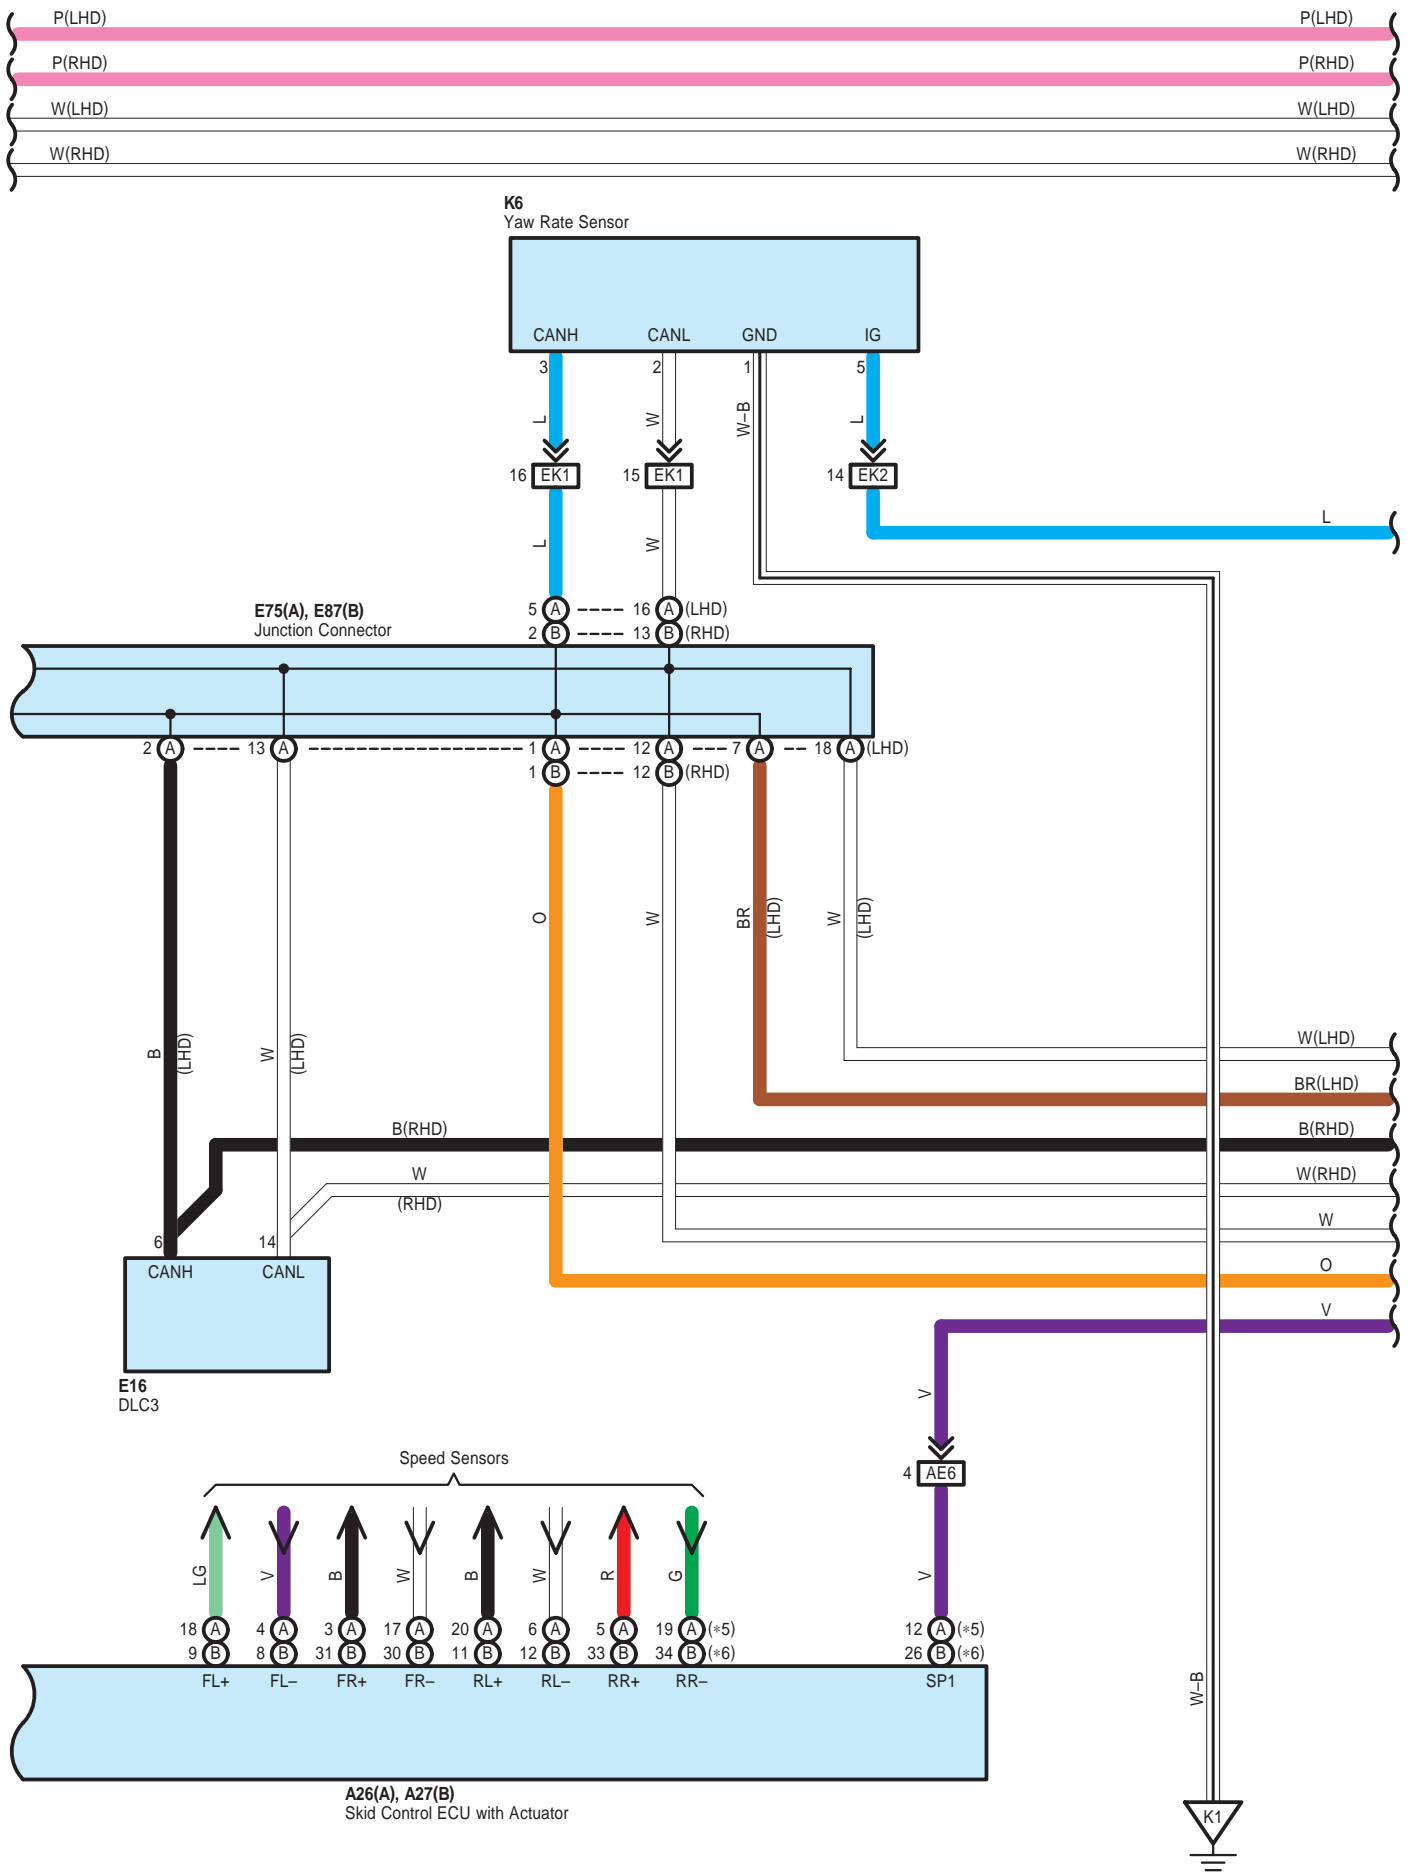 P(LHD) P(LHD)
P(RHD) P(RHD)
W(LHD) W(LHD)
W(RHD) W(RHD)
K6
Yaw Rate Sensor
CANH CANL GND IG
3 2 1 5
L W W–B L
16 EK1 15 EK1 14 EK2
L W L
E75(A), E87(B)
Junction Connector
5 A 16 A (LHD)
2 B 13 B (RHD)
2 A 13 A 1 A 12 A 7 A 18 A (LHD)
1 B 12 B (RHD)
O W BR (LHD) W (LHD)
B (LHD) W (LHD)
W(LHD)
BR(LHD)
B(RHD) B(RHD)
W W(RHD)
(RHD)
W
6 14
CANH CANL
O
V
E16
DLC3
V
Speed Sensors
4 AE6
LG V B W B W R G V
18 A 4 A 3 A 17 A 20 A 6 A 5 A 19 A (*5) 12 A (*5)
9 B 8 B 31 B 30 B 11 B 12 B 33 B 34 B (*6) 26 B (*6)
FL+ FL– FR+ FR– RL+ RL– RR+ RR– SP1
W–B
A26(A), A27(B)
Skid Control ECU with Actuator
K1